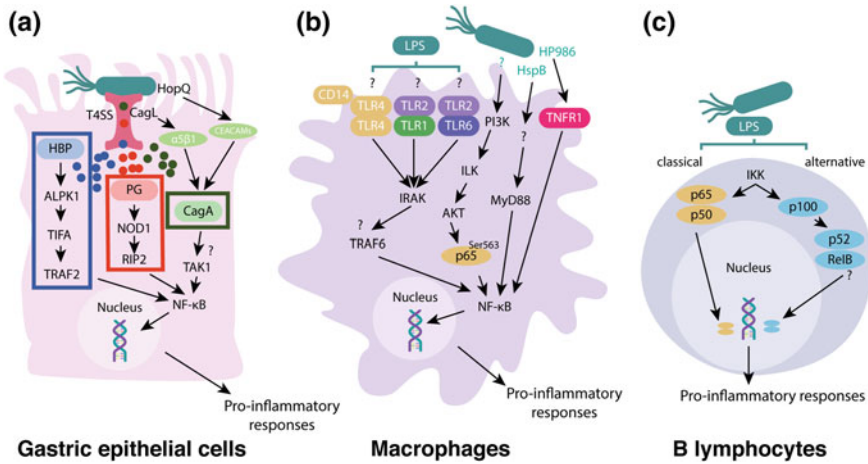 (a)
HopQ
T4SS
CagL
α5β1
CEACAMs
HBP
ALPK1
TIFA
TRAF2
PG
NOD1
RIP2
CagA
?
TAK1
NF-κB
Nucleus
Pro-inflammatory
responses
Gastric epithelial cells
(b)
LPS
?
?
?
CD14
TLR4
TLR4
TLR2
TLR1
TLR2
TLR6
IRAK
?
TRAF6
?
PI3K
ILK
AKT
p65
Ser563
HspB
?
MyD88
HP986
TNFR1
NF-κB
Nucleus
Pro-inflammatory
responses
Macrophages
(c)
LPS
classical
alternative
IKK
p65
p50
p100
p52
RelB
?
Nucleus
Pro-inflammatory responses
B lymphocytes